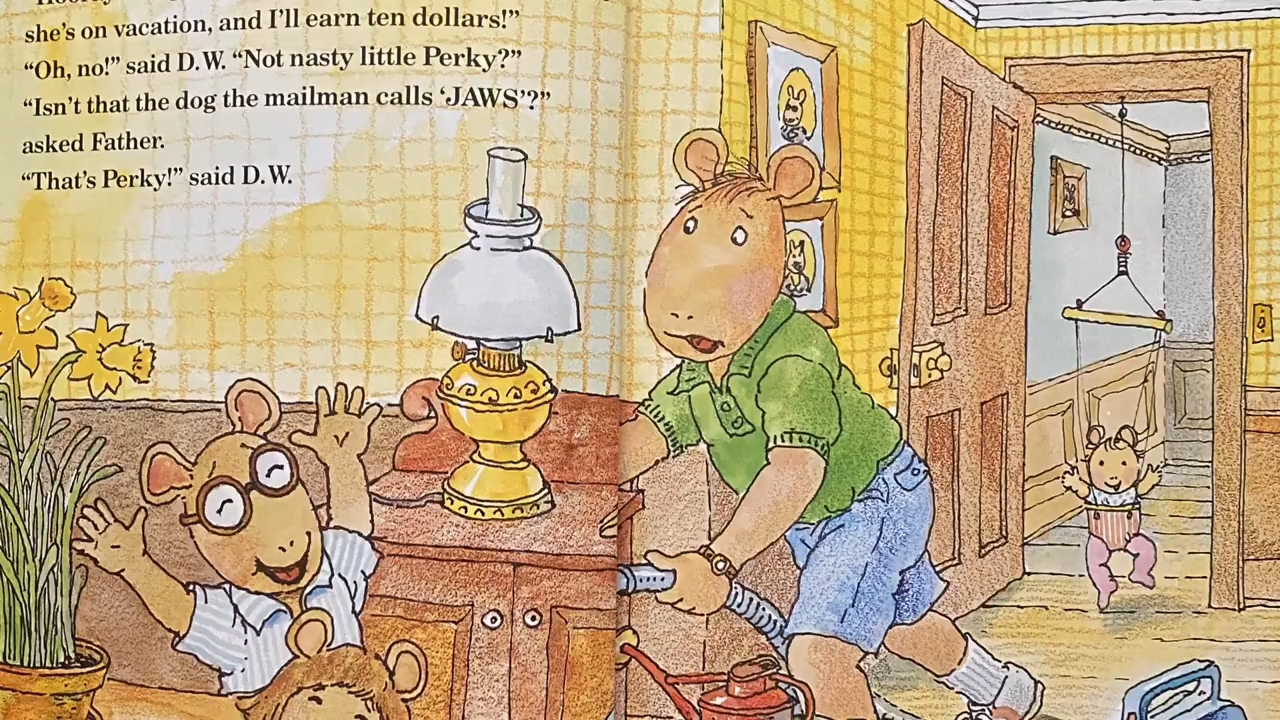 she's on vacation, and I'll earn ten dollars!”
“Oh, no!” said D.W. “Not nasty little Perky?”
“Isn't that the dog the mailman calls ‘JAWS’?”
asked Father.
“That's Perky!” said D.W.